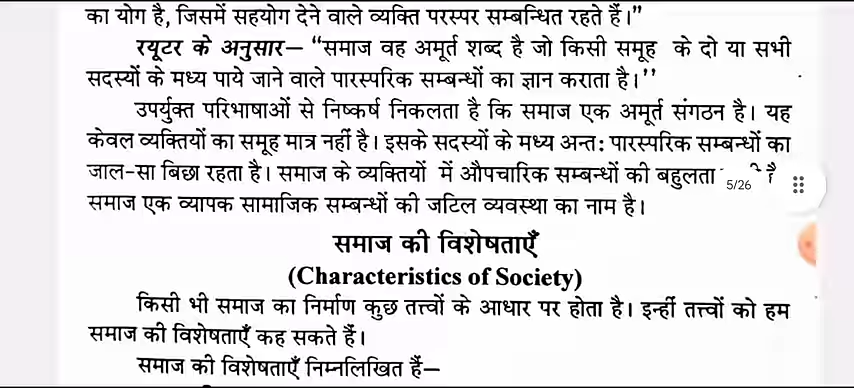 का योग है, जिसमें सहयोग देने वाले व्यक्ति परस्पर सम्बन्धित रहते हैं।”
रयूटर के अनुसार— “समाज वह अमूर्त शब्द है जो किसी समूह के दो या सभी
सदस्यों के मध्य पाये जाने वाले पारस्परिक सम्बन्धों का ज्ञान कराता है।’’
उपर्युक्त परिभाषाओं से निष्कर्ष निकलता है कि समाज एक अमूर्त संगठन है। यह
केवल व्यक्तियों का समूह मात्र नहीं है। इसके सदस्यों के मध्य अन्त: पारस्परिक सम्बन्धों का
जाल-सा बिछा रहता है। समाज के व्यक्तियों में औपचारिक सम्बन्धों की बहुलता
5/26
समाज एक व्यापक सामाजिक सम्बन्धों की जटिल व्यवस्था का नाम है।
समाज की विशेषताएँ
(Characteristics of Society)
किसी भी समाज का निर्माण कुछ तत्त्वों के आधार पर होता है। इन्हीं तत्त्वों को हम
समाज की विशेषताएँ कह सकते हैं।
समाज की विशेषताएँ निम्नलिखित हैं—